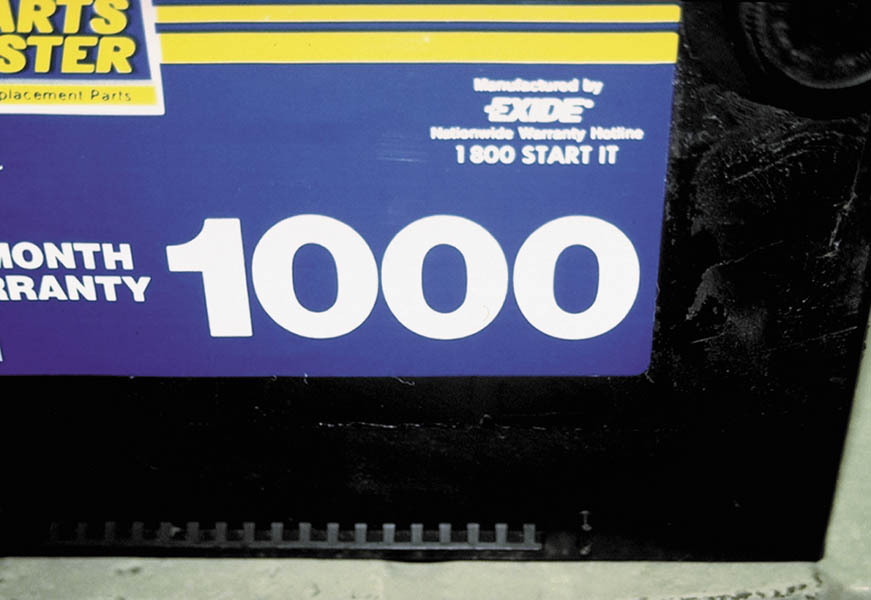 ARTS
STER
placement Parts
Manufactured by
EXIDE
Nationwide Warranty Hotline
1 800 START IT
MONTH
RRANTY
1000